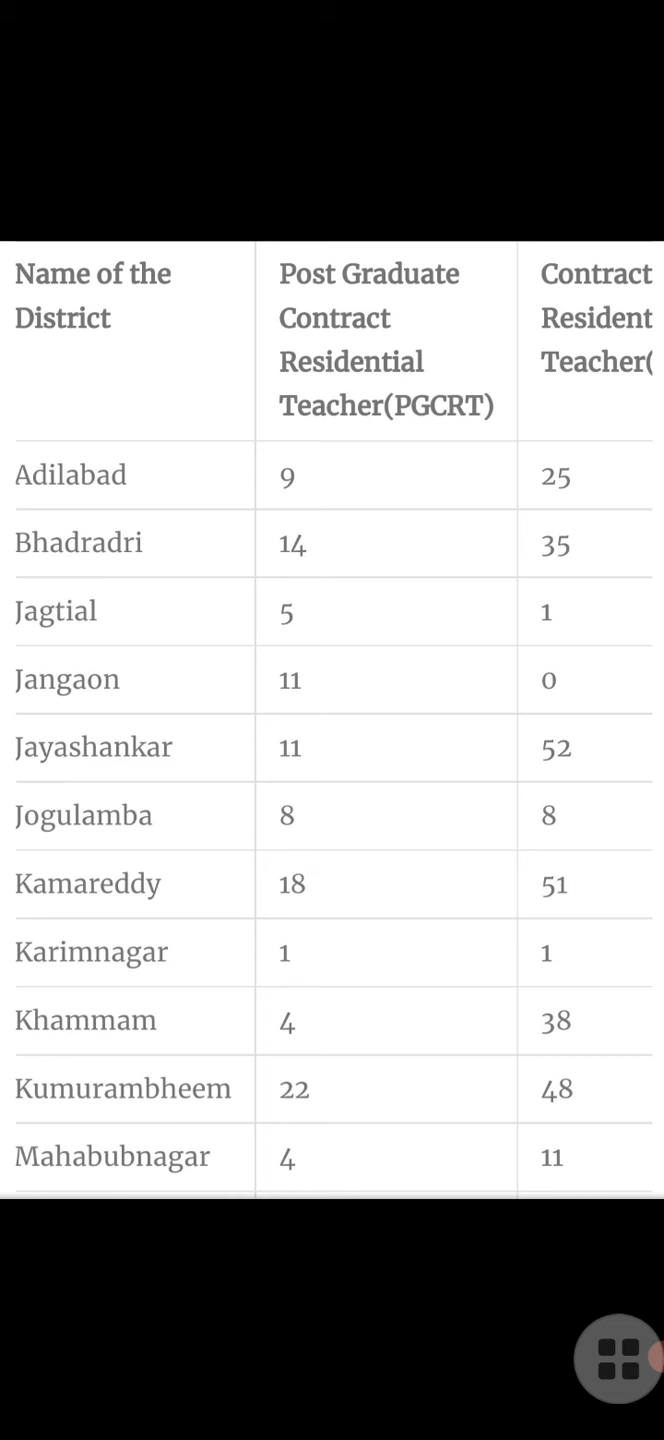 Name of the District | Post Graduate Contract Residential Teacher(PGCRT) | Contract Resident Teacher(
Adilabad | 9 | 25
Bhadradri | 14 | 35
Jagtial | 5 | 1
Jangaon | 11 | 0
Jayashankar | 11 | 52
Jogulamba | 8 | 8
Kamareddy | 18 | 51
Karimnagar | 1 | 1
Khammam | 4 | 38
Kumurambheem | 22 | 48
Mahabubnagar | 4 | 11